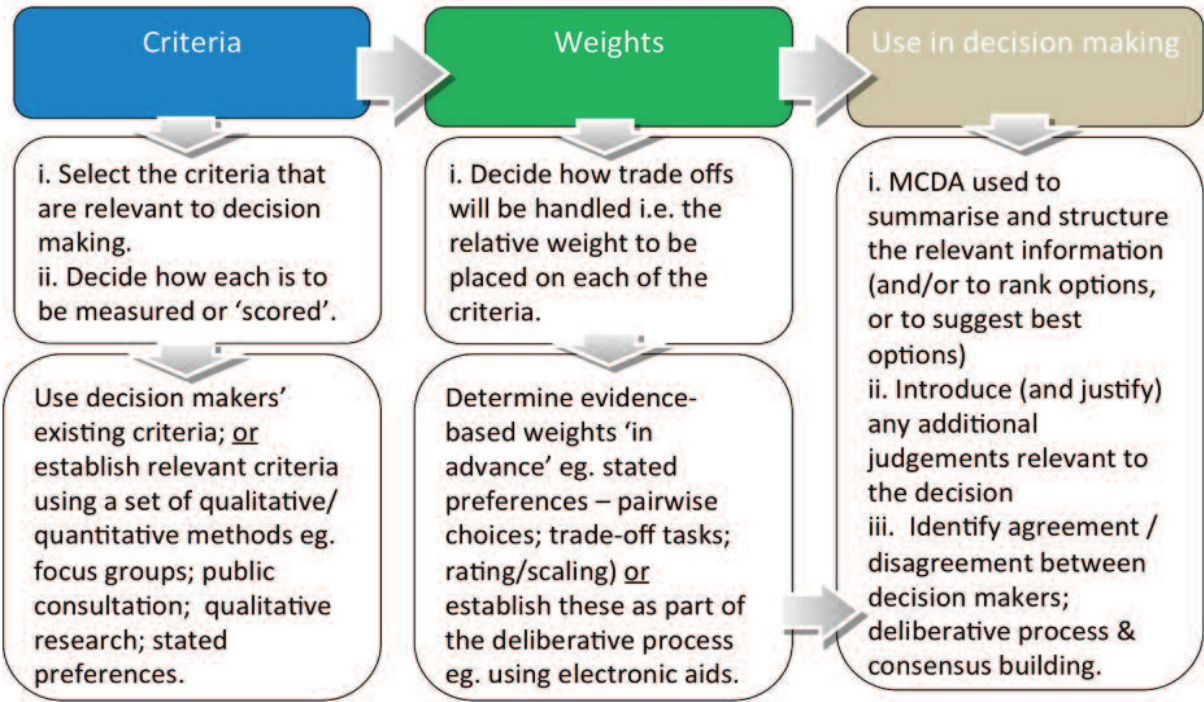 Criteria
Weights
Use in decision making
i. Select the criteria that
are relevant to decision
making.
ii. Decide how each is to
be measured or ‘scored’.
Use decision makers’
existing criteria; or
establish relevant criteria
using a set of qualitative/
quantitative methods eg.
focus groups; public
consultation; qualitative
research; stated
preferences.
i. Decide how trade offs
will be handled i.e. the
relative weight to be
placed on each of the
criteria.
Determine evidence-
based weights ‘in
advance’ eg. stated
preferences – pairwise
choices; trade-off tasks;
rating/scaling) or
establish these as part of
the deliberative process
eg. using electronic aids.
i. MCDA used to
summarise and structure
the relevant information
(and/or to rank options,
or to suggest best
options)
ii. Introduce (and justify)
any additional
judgements relevant to
the decision
iii. Identify agreement /
disagreement between
decision makers;
deliberative process &
consensus building.